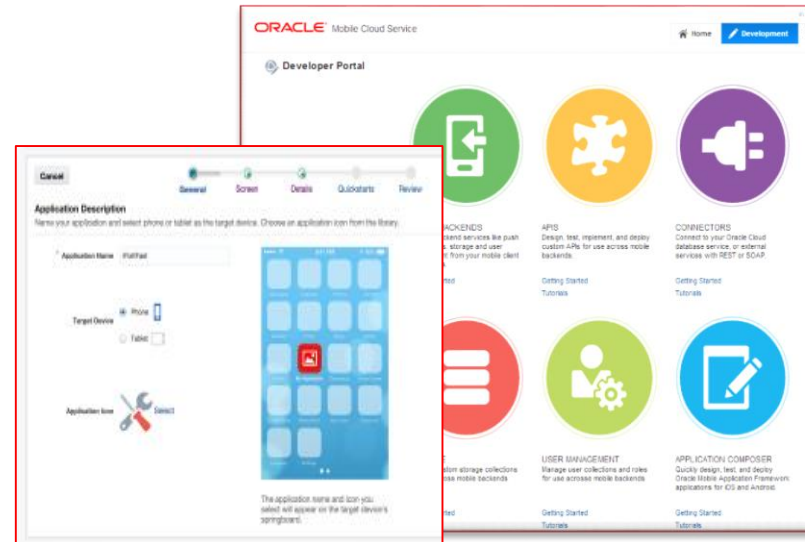 ORACLE Mobile Cloud Service
Home
Development
Developer Portal
BACKENDS
services like push
storage and user
from your mobile client
APIS
Design, test, implement, and deploy
custom APIs for use across mobile
backends.
Getting Started
Tutorials
CONNECTORS
Connect to your Oracle Cloud
database service, or external
services with REST or SOAP.
Getting Started
Tutorials
storage collections
mobile backends
USER MANAGEMENT
Manage user collections and roles
for use acrosse mobile backends
Getting Started
Tutorials
APPLICATION COMPOSER
Quickly design, test, and deploy
Oracle Mobile Application Framework
applications for iOS and Android.
Getting Started
Tutorials
Cancel
General
Screen
Details
Quickstarts
Review
Application Description
Name your application and select phone or tablet as the target device. Choose an application icon from the library.
* Application Name
Target Device
Phone
Tablet
Application Icon
Select
The application name and icon you
select will appear on the target device's
springboard.